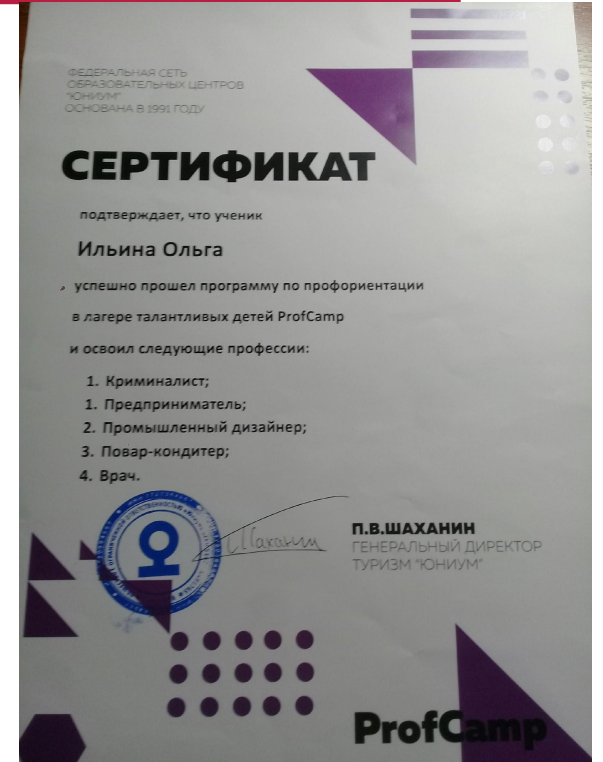 ФЕДЕРАЛЬНАЯ СЕТЬ
ОБРАЗОВАТЕЛЬНЫХ ЦЕНТРОВ
"ЮНИУМ"
ОСНОВАНА В 1991 ГОДУ
СЕРТИФИКАТ
подтверждает, что ученик
Ильина Ольга
, успешно прошел программу по профориентации
в лагере талантливых детей ProfCamp
и освоил следующие профессии:
1. Криминалист;
1. Предприниматель;
2. Промышленный дизайнер;
3. Повар-кондитер;
4. Врач.
Шаханин
П.В.ШАХАНИН
ГЕНЕРАЛЬНЫЙ ДИРЕКТОР
ТУРИЗМ "ЮНИУМ"
ProfCamp